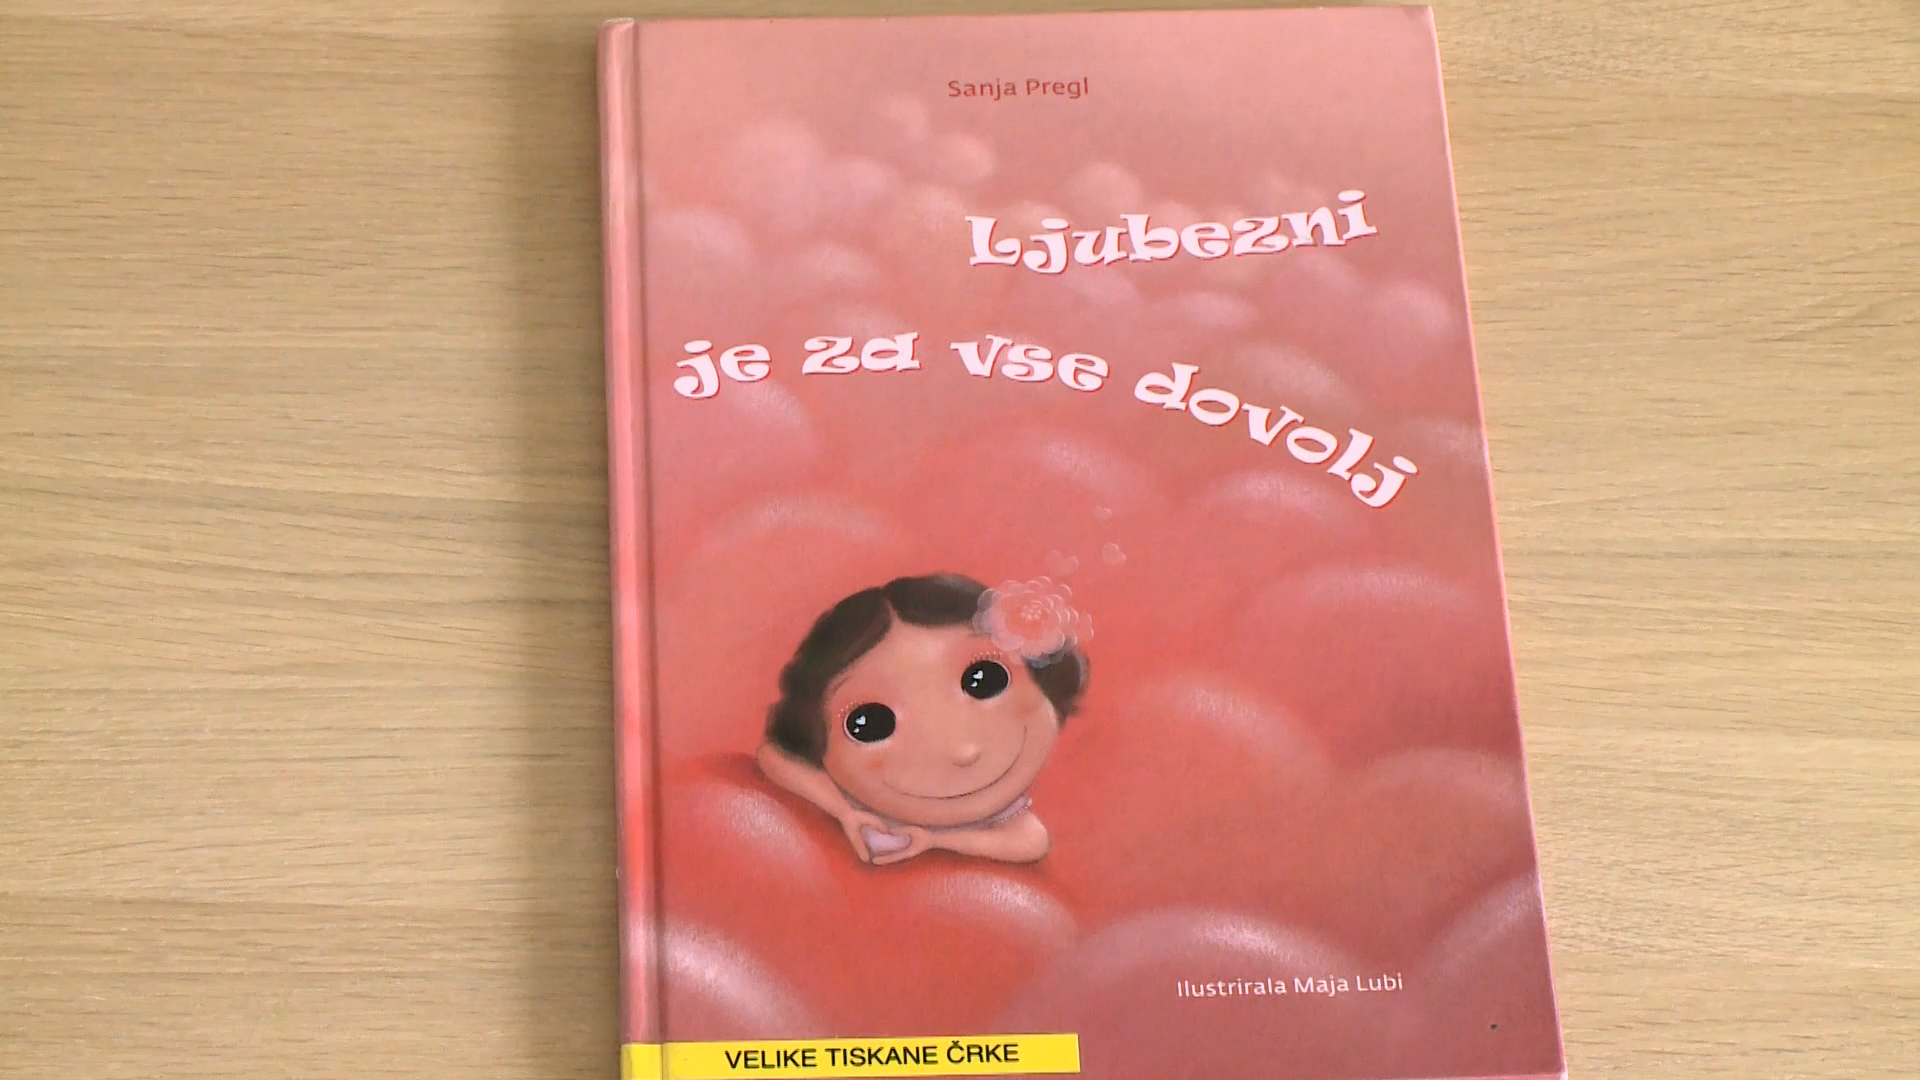 Sanja Pregl
Ljubezni
je za vse dovolj
Ilustrirala Maja Lubi
VELIKE TISKANE ČRKE